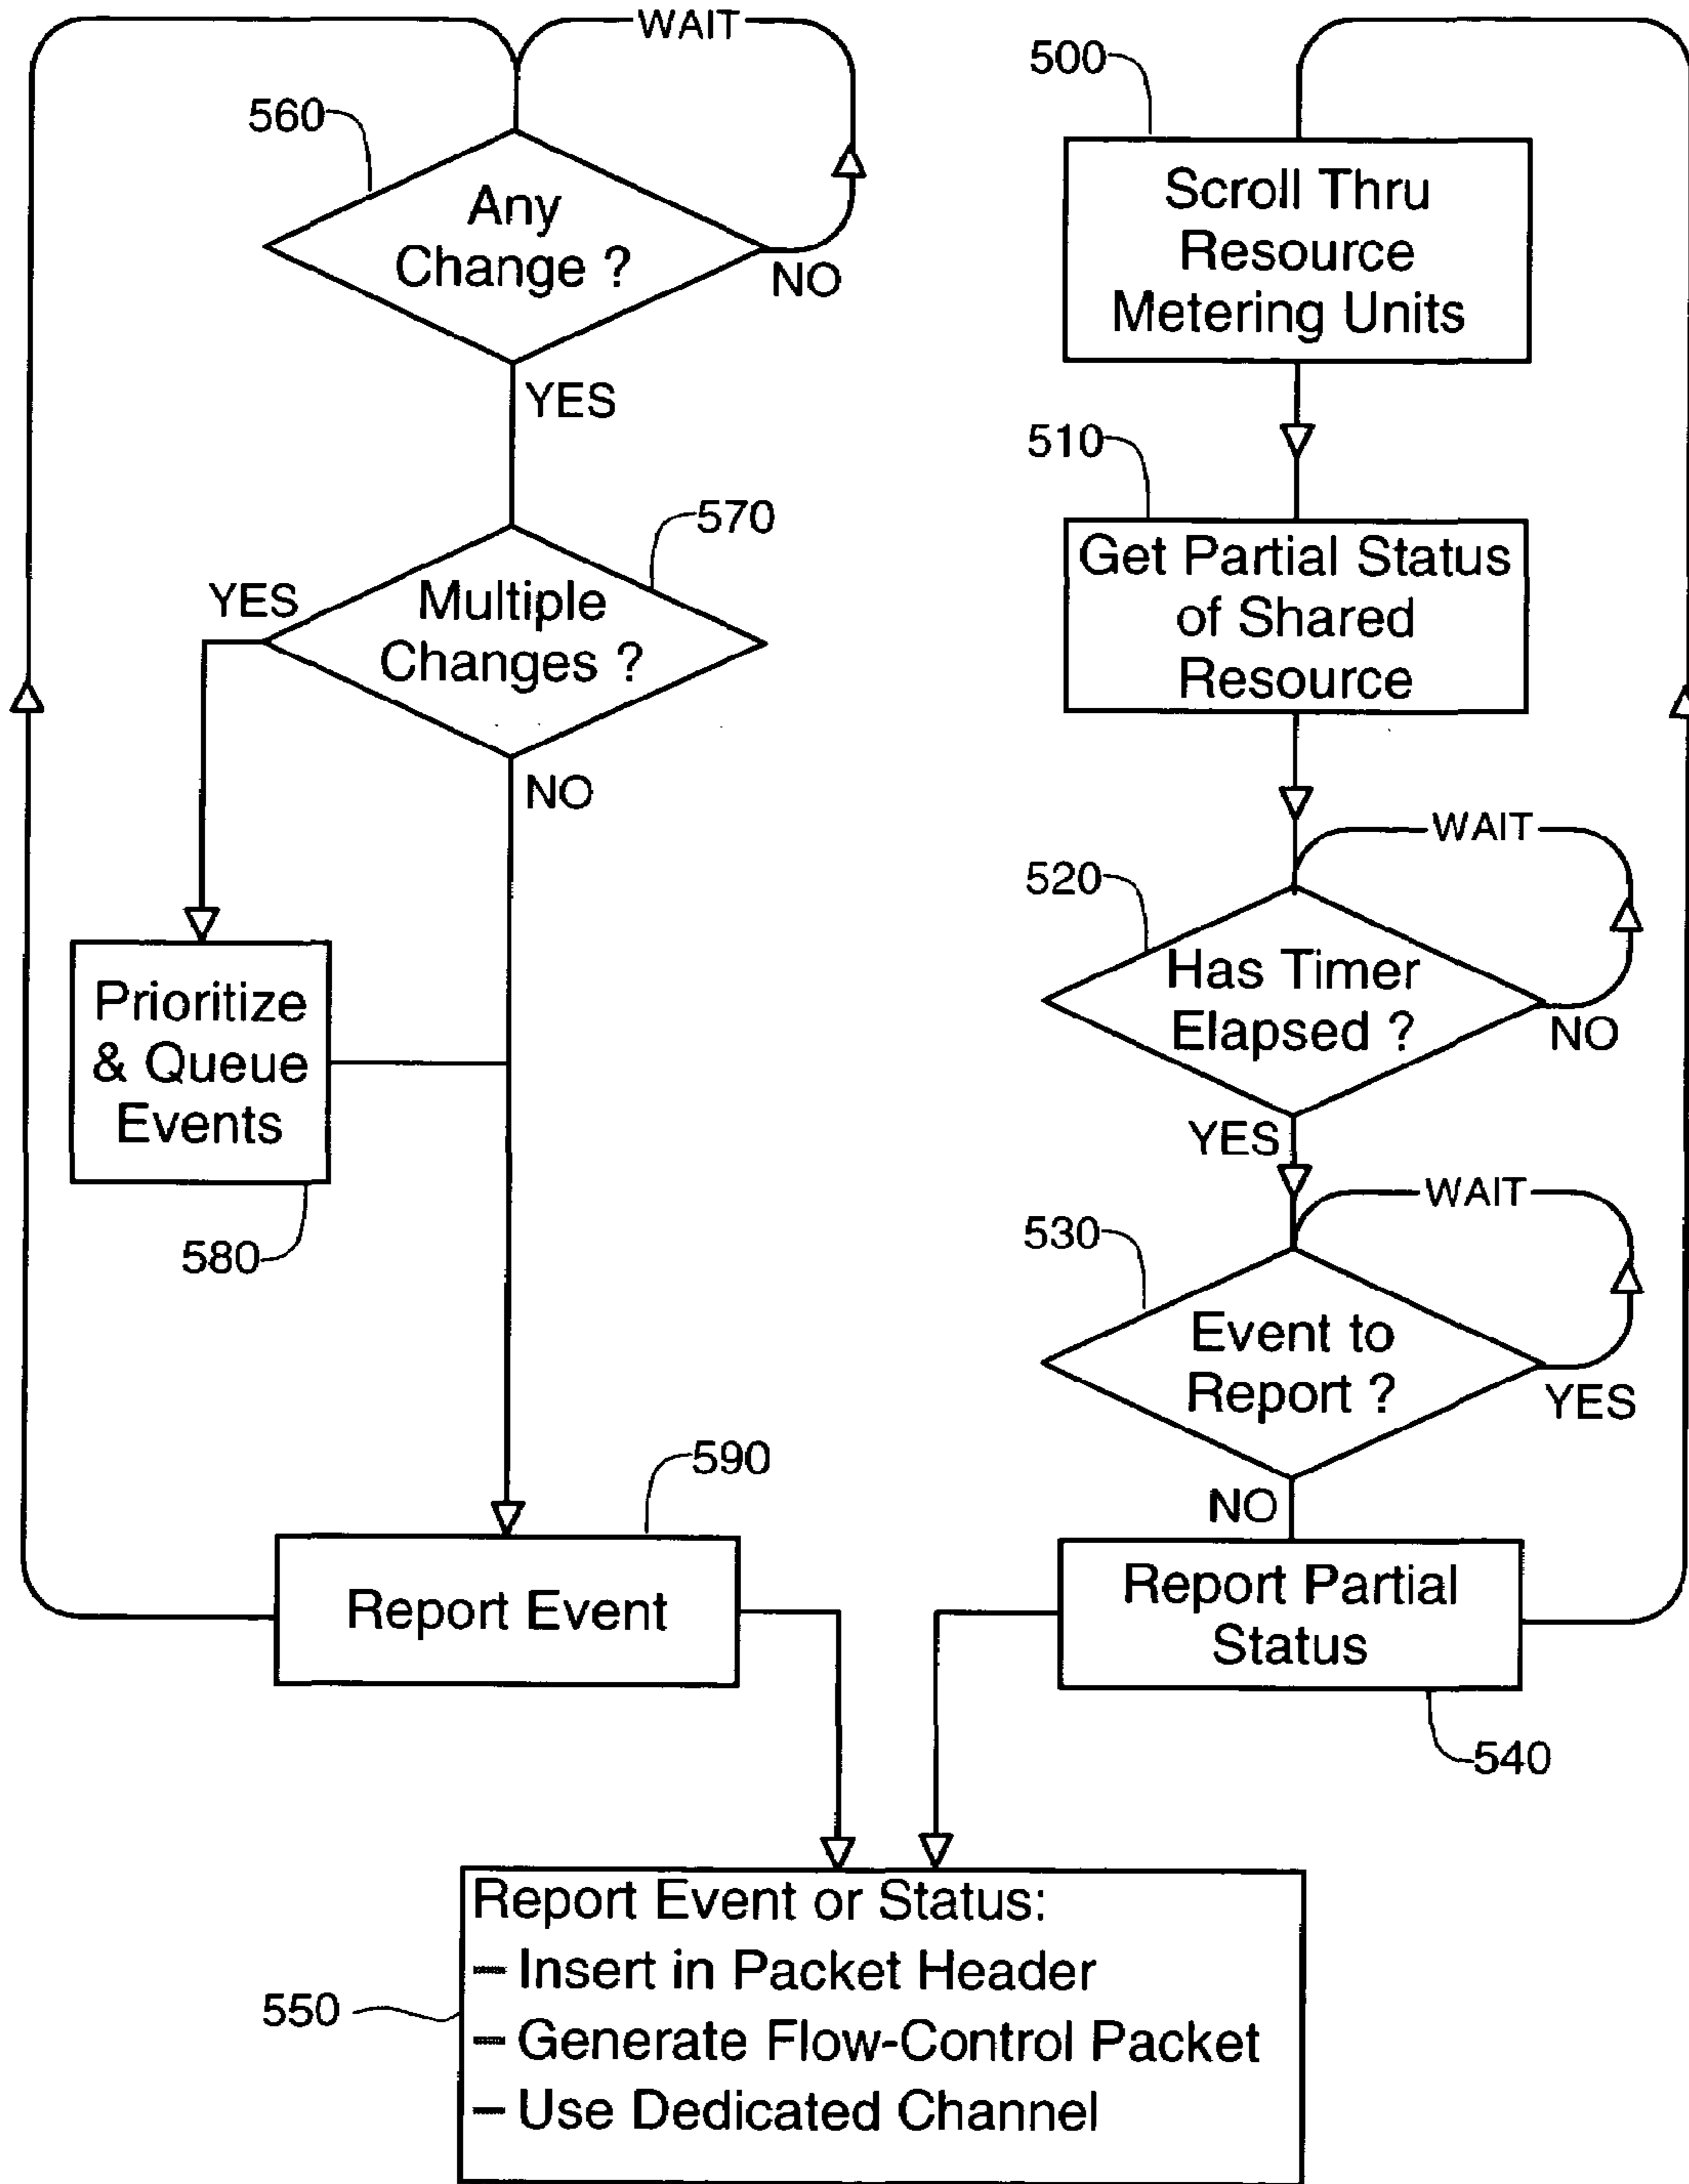 WAIT
560
Any
Change ?
NO
YES
570
YES
Multiple
Changes ?
NO
Prioritize
& Queue
Events
580
590
Report Event
500
Scroll Thru
Resource
Metering Units
510
Get Partial Status
of Shared
Resource
WAIT
520
Has Timer
Elapsed ?
NO
YES
WAIT
530
Event to
Report ?
YES
NO
Report Partial
Status
540
550
Report Event or Status:
– Insert in Packet Header
– Generate Flow-Control Packet
– Use Dedicated Channel